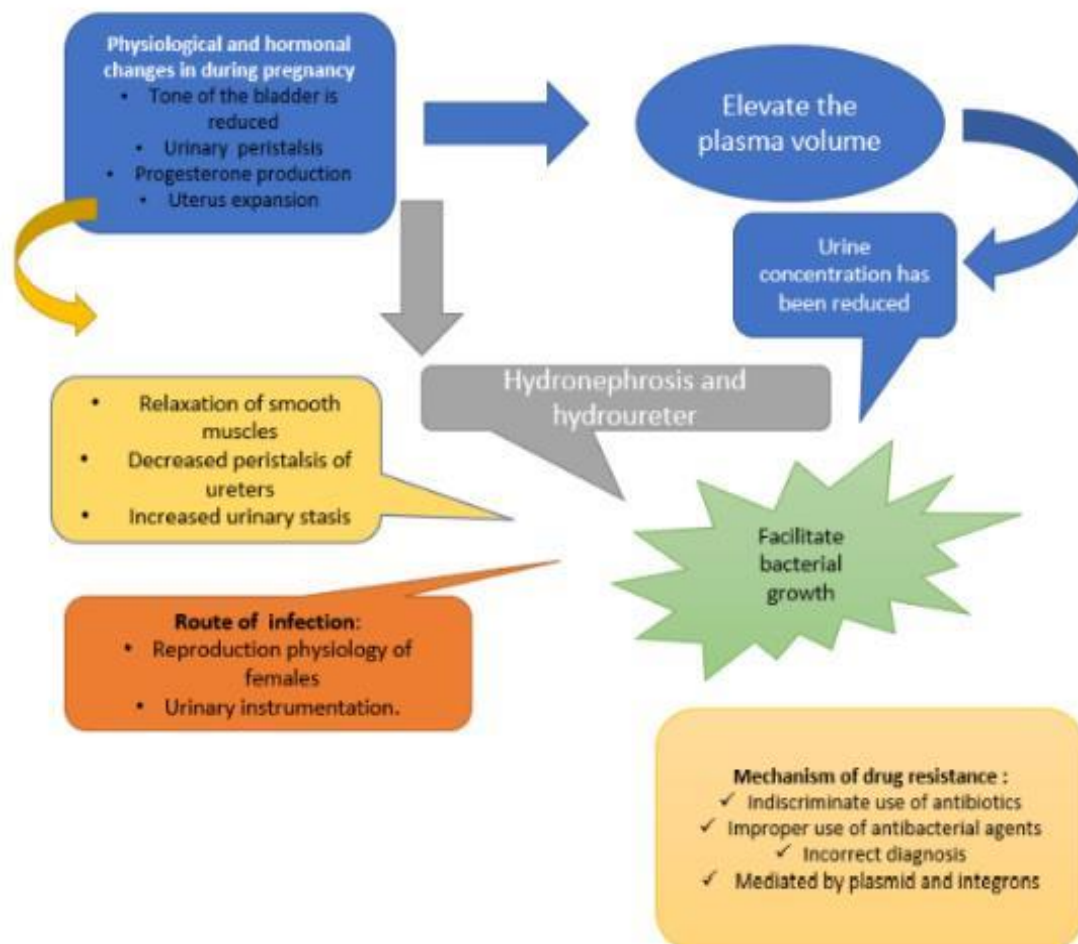 Physiological and hormonal
changes in during pregnancy
• Tone of the bladder is
reduced
• Urinary peristalsis
• Progesterone production
• Uterus expansion
Elevate the
plasma volume
Urine
concentration has
been reduced
Hydronephrosis and
hydroureter
• Relaxation of smooth
muscles
• Decreased peristalsis of
ureters
• Increased urinary stasis
Facilitate
bacterial
growth
Route of infection:
• Reproduction physiology of
females
• Urinary instrumentation.
Mechanism of drug resistance :
✓ Indiscriminate use of antibiotics
✓ Improper use of antibacterial agents
✓ Incorrect diagnosis
✓ Mediated by plasmid and integrons